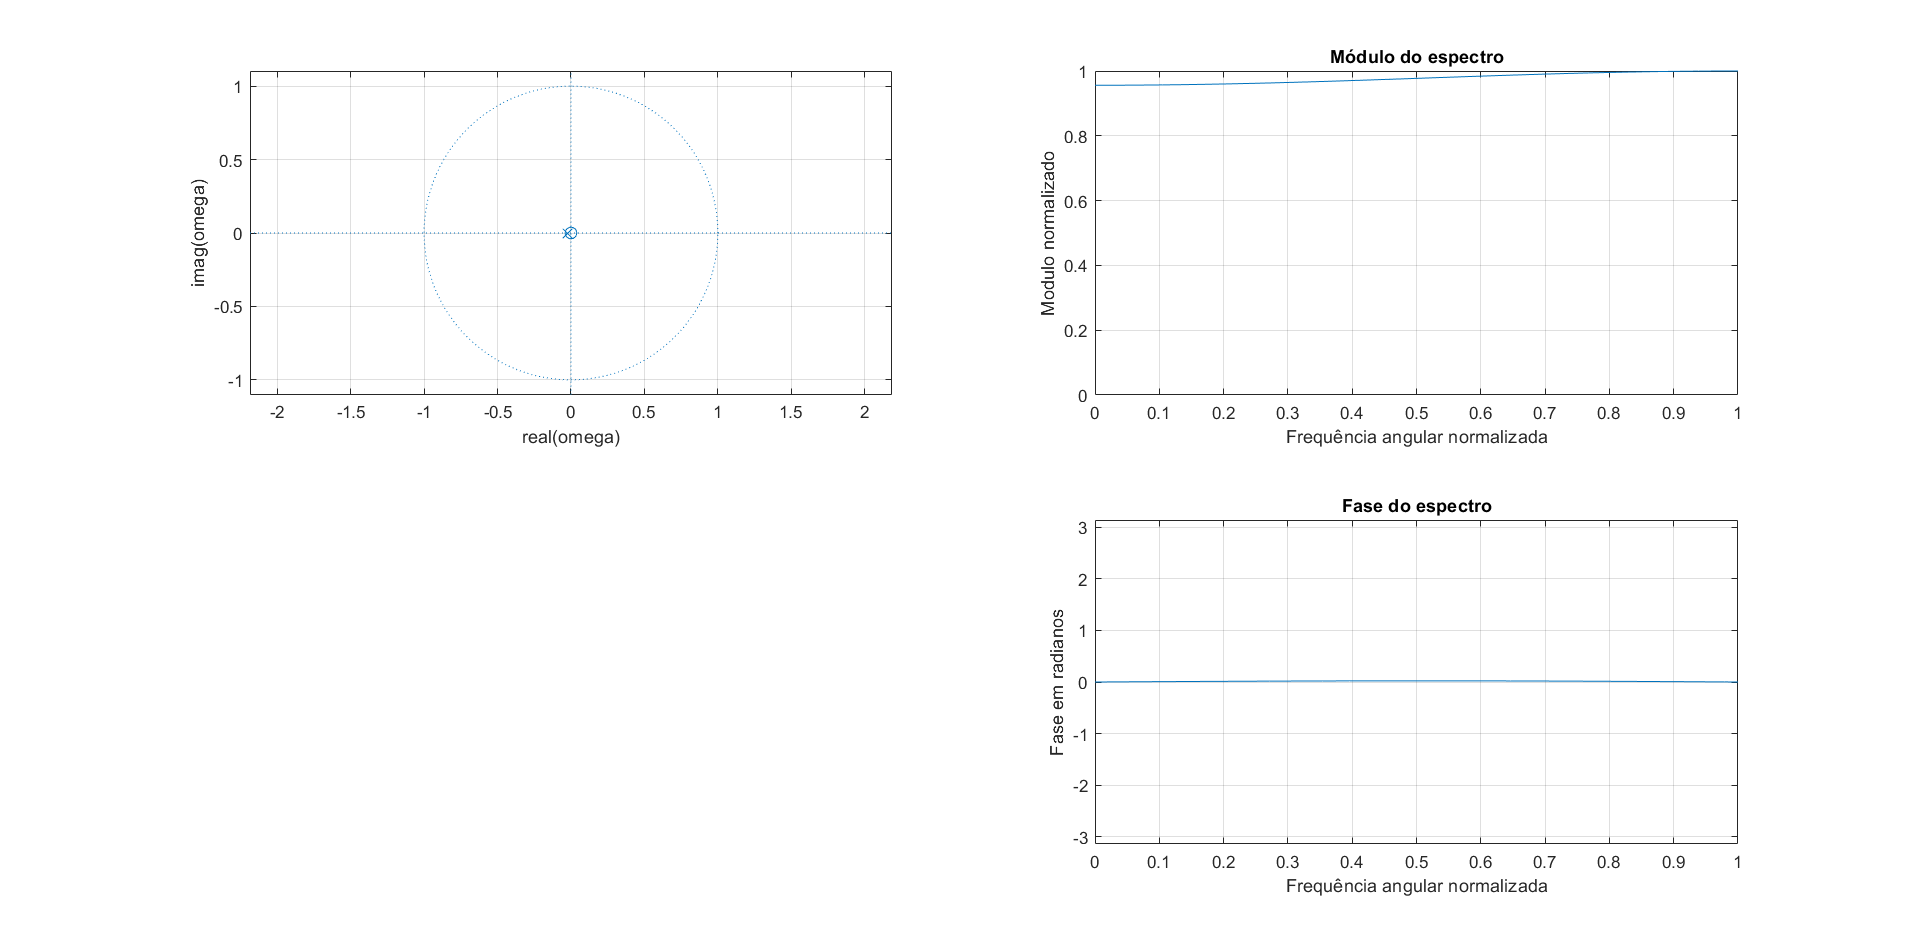 1
0.5
0
-0.5
-1
imag(omega)
-2 -1.5 -1 -0.5 0 0.5 1 1.5 2
real(omega)
Módulo do espectro
1
0.8
0.6
0.4
0.2
0
Modulo normalizado
0 0.1 0.2 0.3 0.4 0.5 0.6 0.7 0.8 0.9 1
Frequência angular normalizada
Fase do espectro
3
2
1
0
-1
-2
-3
Fase em radianos
0 0.1 0.2 0.3 0.4 0.5 0.6 0.7 0.8 0.9 1
Frequência angular normalizada